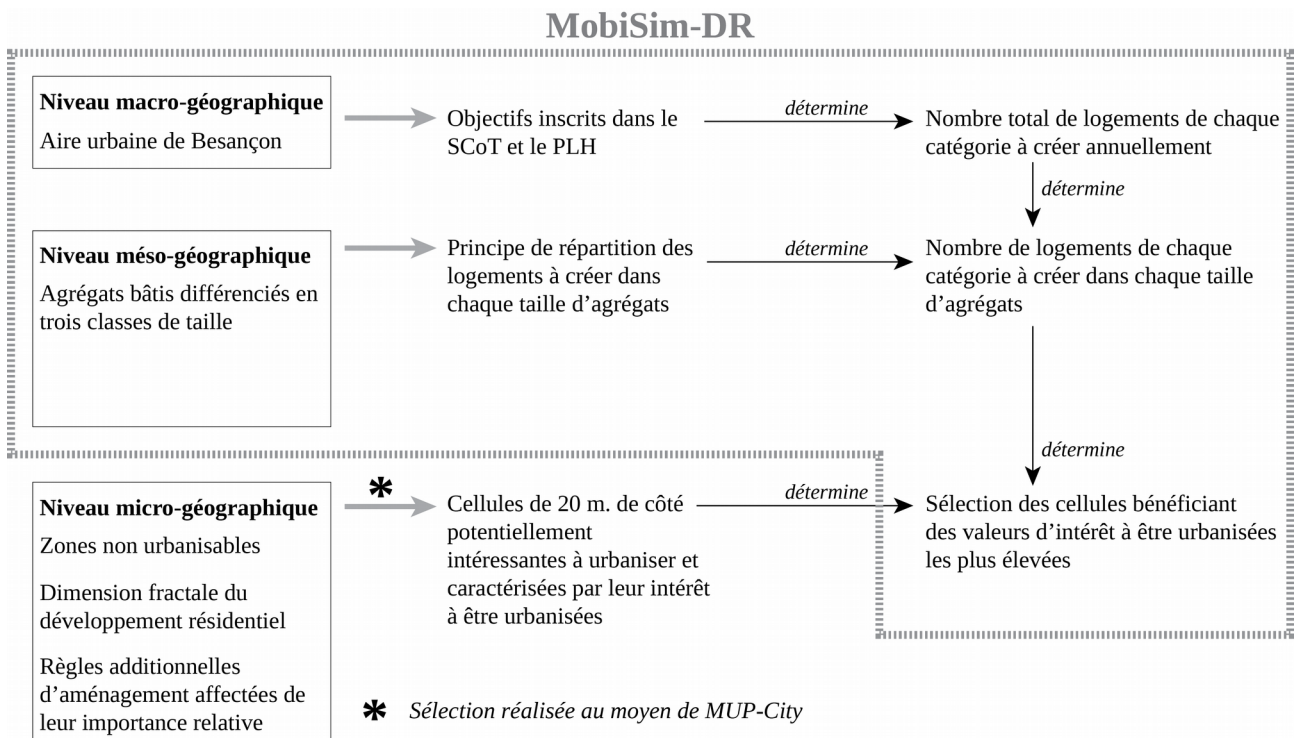 MobiSim-DR
Niveau macro-géographique
Aire urbaine de Besançon
Objectifs inscrits dans le
SCoT et le PLH
détermine
Nombre total de logements de chaque
catégorie à créer annuellement
détermine
Niveau méso-géographique
Agrégats bâtis différenciés en
trois classes de taille
Principe de répartition des
logements à créer dans
chaque taille d’agrégats
détermine
Nombre de logements de chaque
catégorie à créer dans chaque taille
d’agrégats
détermine
Niveau micro-géographique
Zones non urbanisables
Dimension fractale du
développement résidentiel
Règles additionnelles
d’aménagement affectées de
leur importance relative
*
Cellules de 20 m. de côté
potentiellement
intéressantes à urbaniser et
caractérisées par leur intérêt
à être urbanisées
détermine
Sélection des cellules bénéficiant
des valeurs d’intérêt à être urbanisées
les plus élevées
* Sélection réalisée au moyen de MUP-City